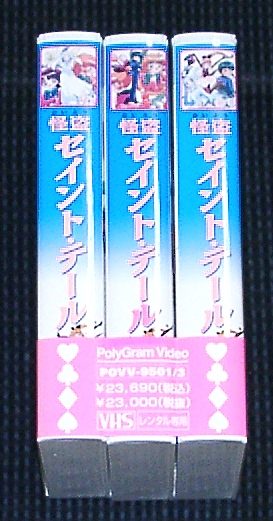 怪盗
セイント・テール
怪盗
セイント・テール
怪盗
セイント・テール
PolyGram Video
POVV-9501/3
¥23,690(税込)
¥23,000(税抜)
VHS レンタル専用